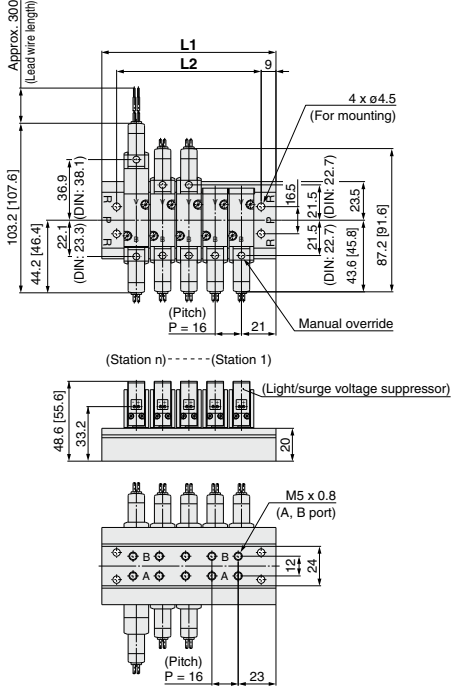 Approx. 300
(Lead wire length)
L1
L2
9
4 x ø4.5
(For mounting)
103.2 [107.6]
44.2 [46.4]
36.9
(DIN: 38.1)
22.1
(DIN: 23.3)
R
P
R
V
V
V
V
V
B
B
B
B
B
R
P
R
16.5
21.5
(DIN: 22.7)
23.5
21.5
(DIN: 22.7)
43.6 [45.8]
87.2 [91.6]
(Pitch)
P = 16
21
Manual override
(Station n) ------ (Station 1)
48.6 [55.6]
33.2
(Light/surge voltage suppressor)
20
M5 x 0.8
(A, B port)
B
B
A
A
12
24
(Pitch)
P = 16
23